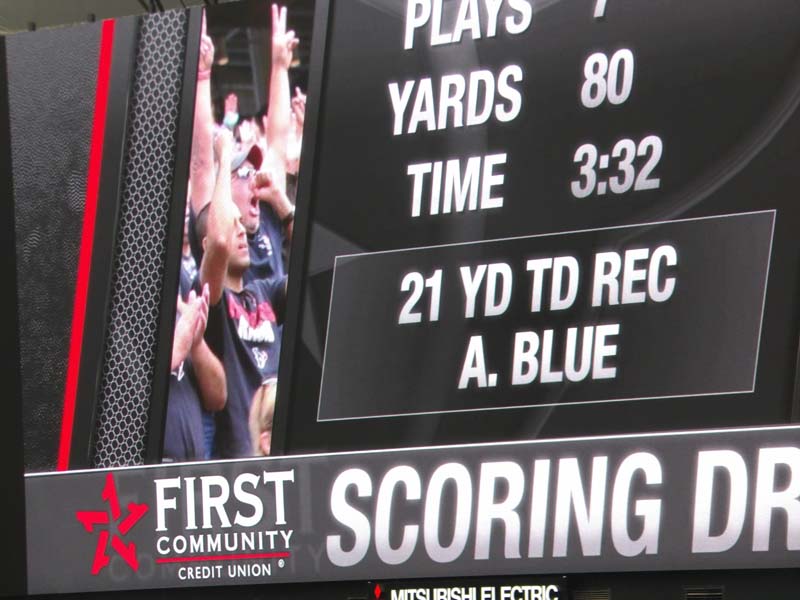 PLAYS 7
YARDS 80
TIME 3:32
21 YD TD REC
A. BLUE
FIRST
COMMUNITY
CREDIT UNION ®
SCORING DR
MITSUBISHI ELECTRIC